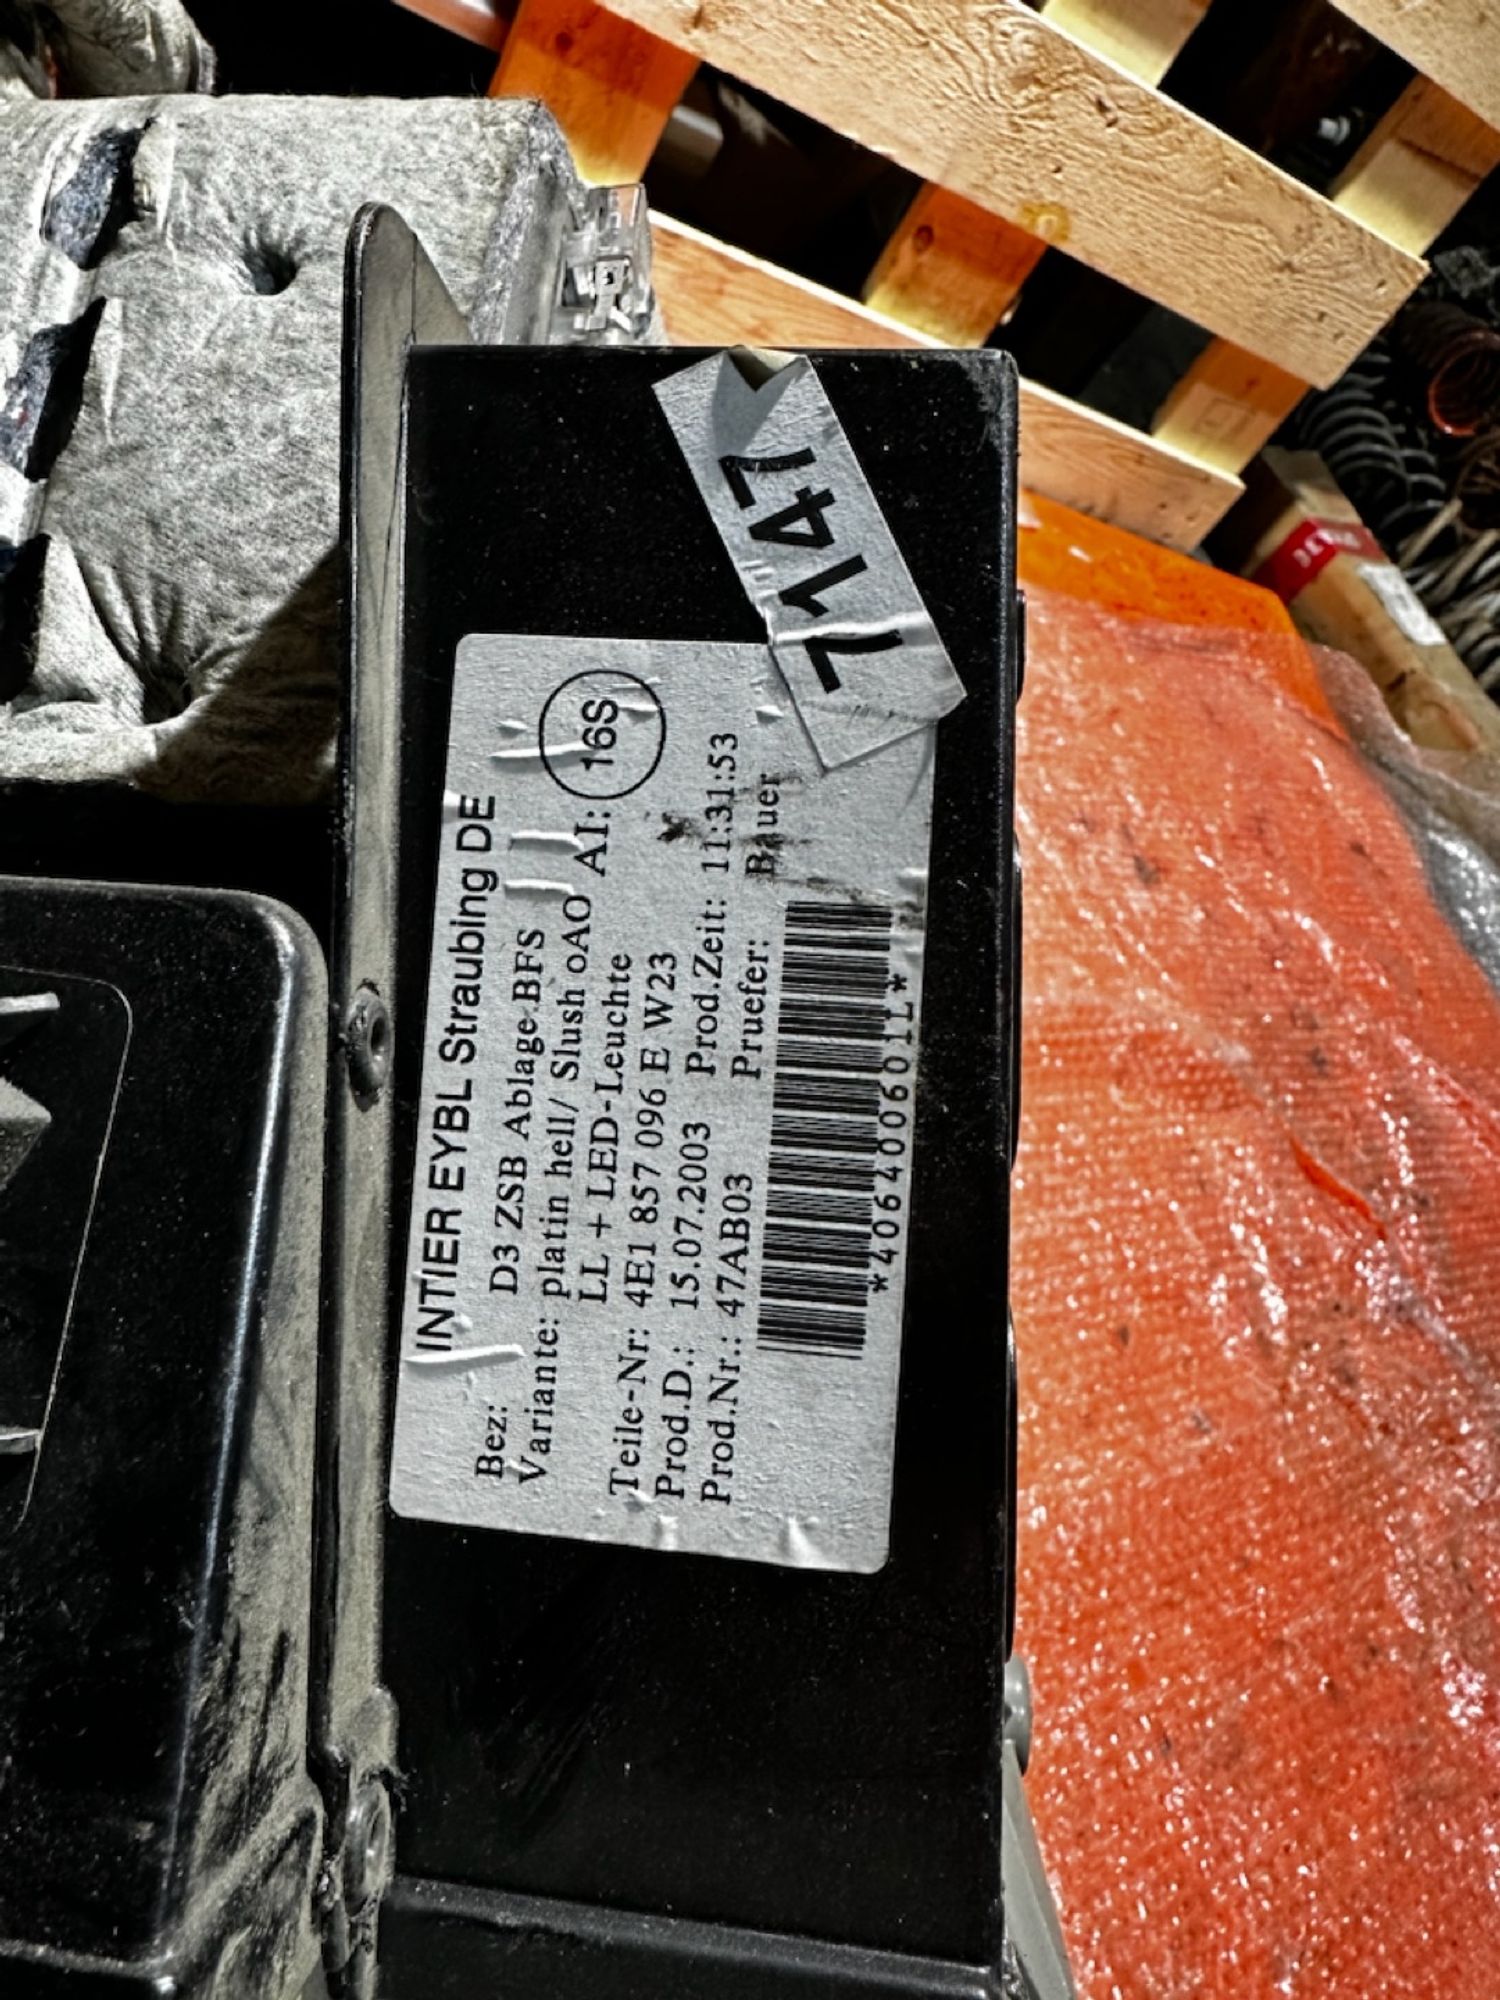 7147
INTIER EYBL Straubing DE
Bez: D3 ZSB Ablage BFS
Variante: platin hell/ Slush oAO AI: 16S
LL + LED-Leuchte
Teile-Nr: 4E1 857 096 E W23
Prod.D.: 15.07.2003 Prod.Zeit: 11:31:53
Prod.Nr.: 47AB03 Pruefer: Bauer
*406400601L*